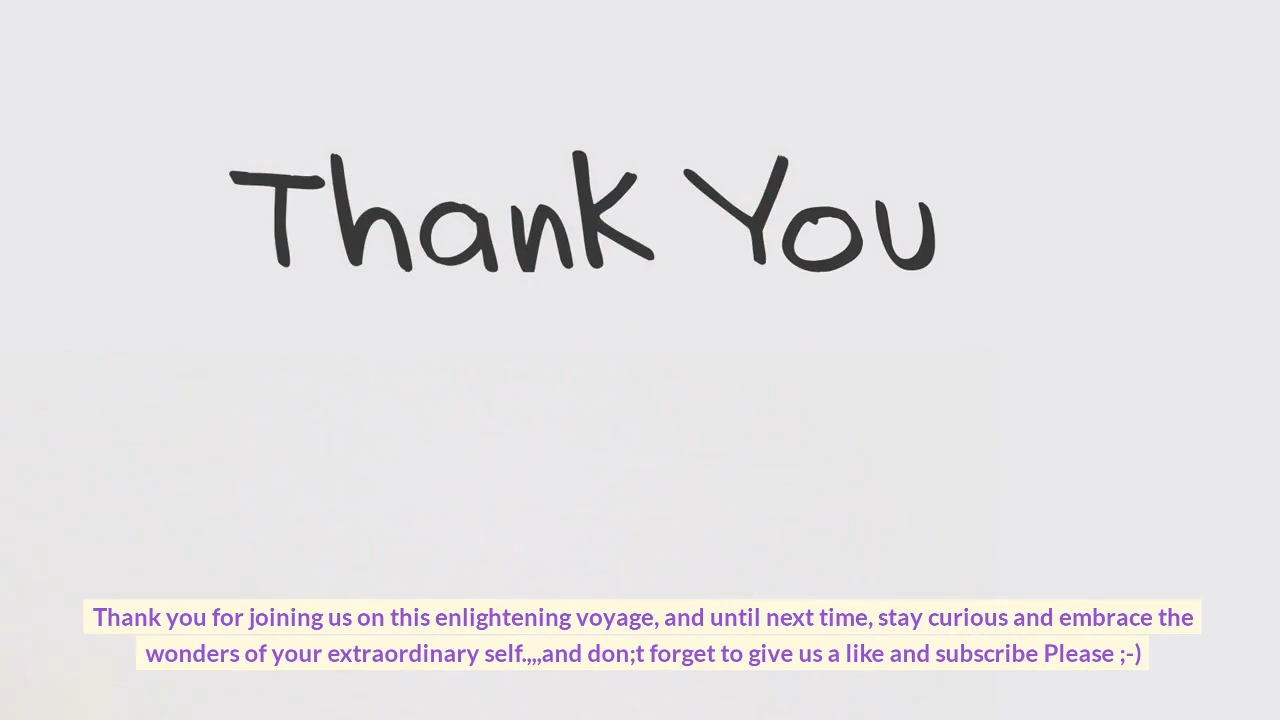 Thank You
Thank you for joining us on this enlightening voyage, and until next time, stay curious and embrace the
wonders of your extraordinary self.,,,and don;t forget to give us a like and subscribe Please ;-)